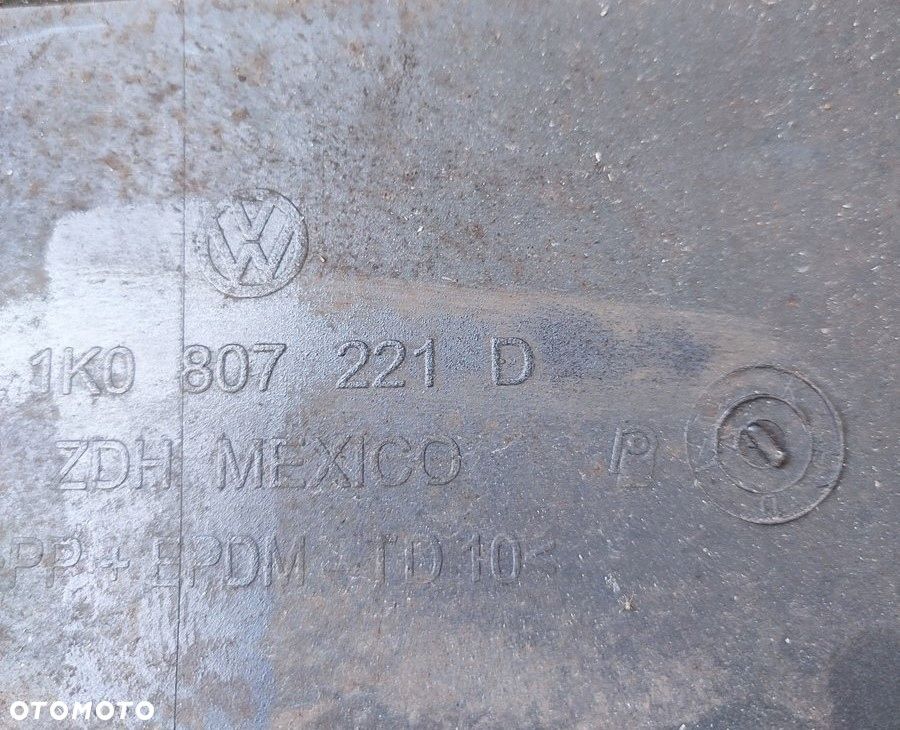 VW
1K0 807 221 D
ZDH MEXICO
PP + EPDM - TD 10<
OTOMOTO